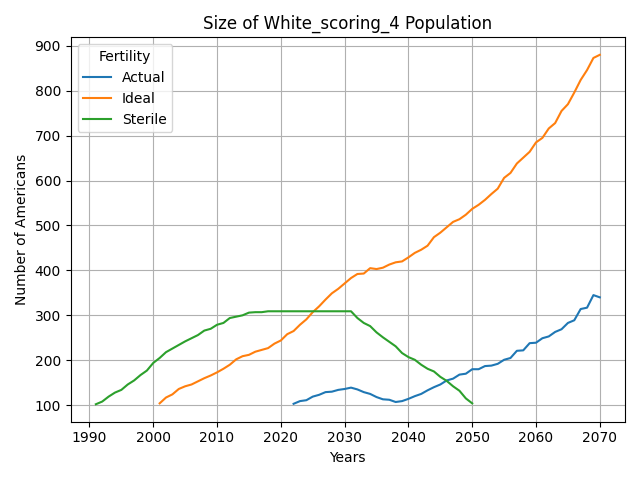 Size of White_scoring_4 Population
Number of Americans
900
800
700
600
500
400
300
200
100
Fertility
Actual
Ideal
Sterile
1990 2000 2010 2020 2030 2040 2050 2060 2070
Years